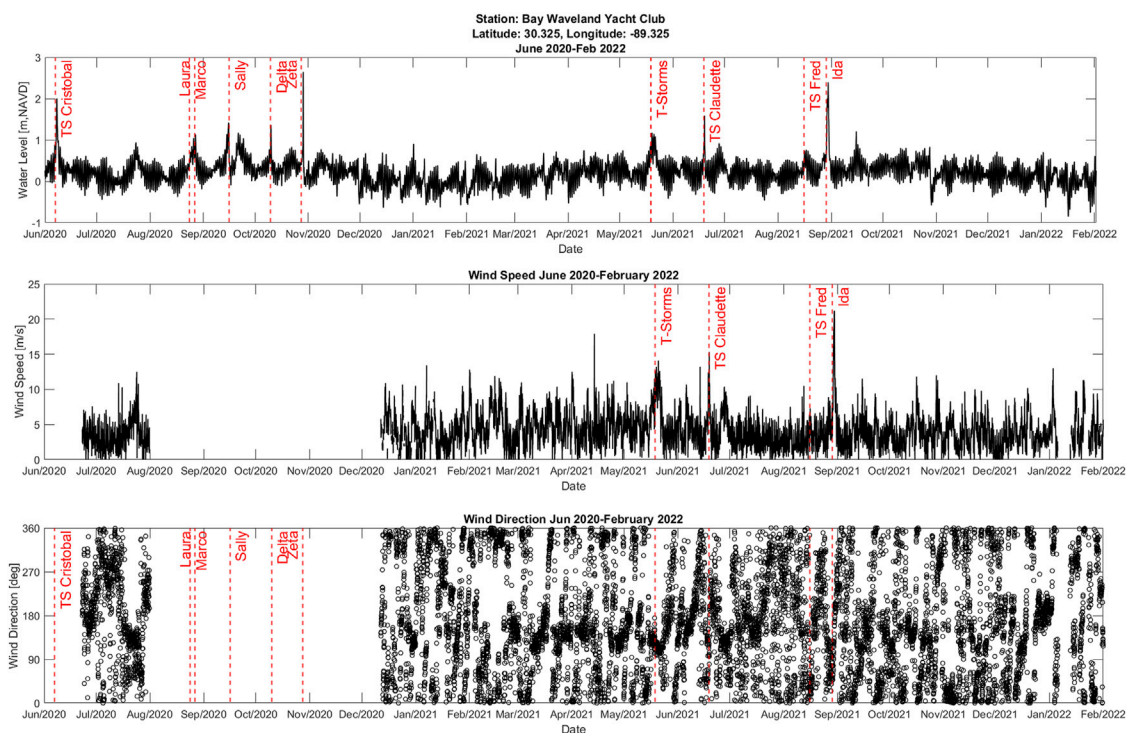 Station: Bay Waveland Yacht Club
Latitude: 30.325, Longitude: -89.325
June 2020-Feb 2022
Water Level [m,NAVD]
3
2
1
0
-1
TS Cristobal
Laura
Marco
Sally
Delta
Zeta
T-Storms
TS Claudette
TS Fred
Ida
Jun/2020 Jul/2020 Aug/2020 Sep/2020 Oct/2020 Nov/2020 Dec/2020 Jan/2021 Feb/2021 Mar/2021 Apr/2021 May/2021 Jun/2021 Jul/2021 Aug/2021 Sep/2021 Oct/2021 Nov/2021 Dec/2021 Jan/2022 Feb/2022
Date
Wind Speed June 2020-February 2022
Wind Speed [m/s]
25
20
15
10
5
0
T-Storms
TS Claudette
TS Fred
Ida
Jun/2020 Jul/2020 Aug/2020 Sep/2020 Oct/2020 Nov/2020 Dec/2020 Jan/2021 Feb/2021 Mar/2021 Apr/2021 May/2021 Jun/2021 Jul/2021 Aug/2021 Sep/2021 Oct/2021 Nov/2021 Dec/2021 Jan/2022 Feb/2022
Date
Wind Direction Jun 2020-February 2022
Wind Direction [deg]
360
270
180
90
0
TS Cristobal
Laura
Marco
Sally
Delta
Zeta
Jun/2020 Jul/2020 Aug/2020 Sep/2020 Oct/2020 Nov/2020 Dec/2020 Jan/2021 Feb/2021 Mar/2021 Apr/2021 May/2021 Jun/2021 Jul/2021 Aug/2021 Sep/2021 Oct/2021 Nov/2021 Dec/2021 Jan/2022 Feb/2022
Date